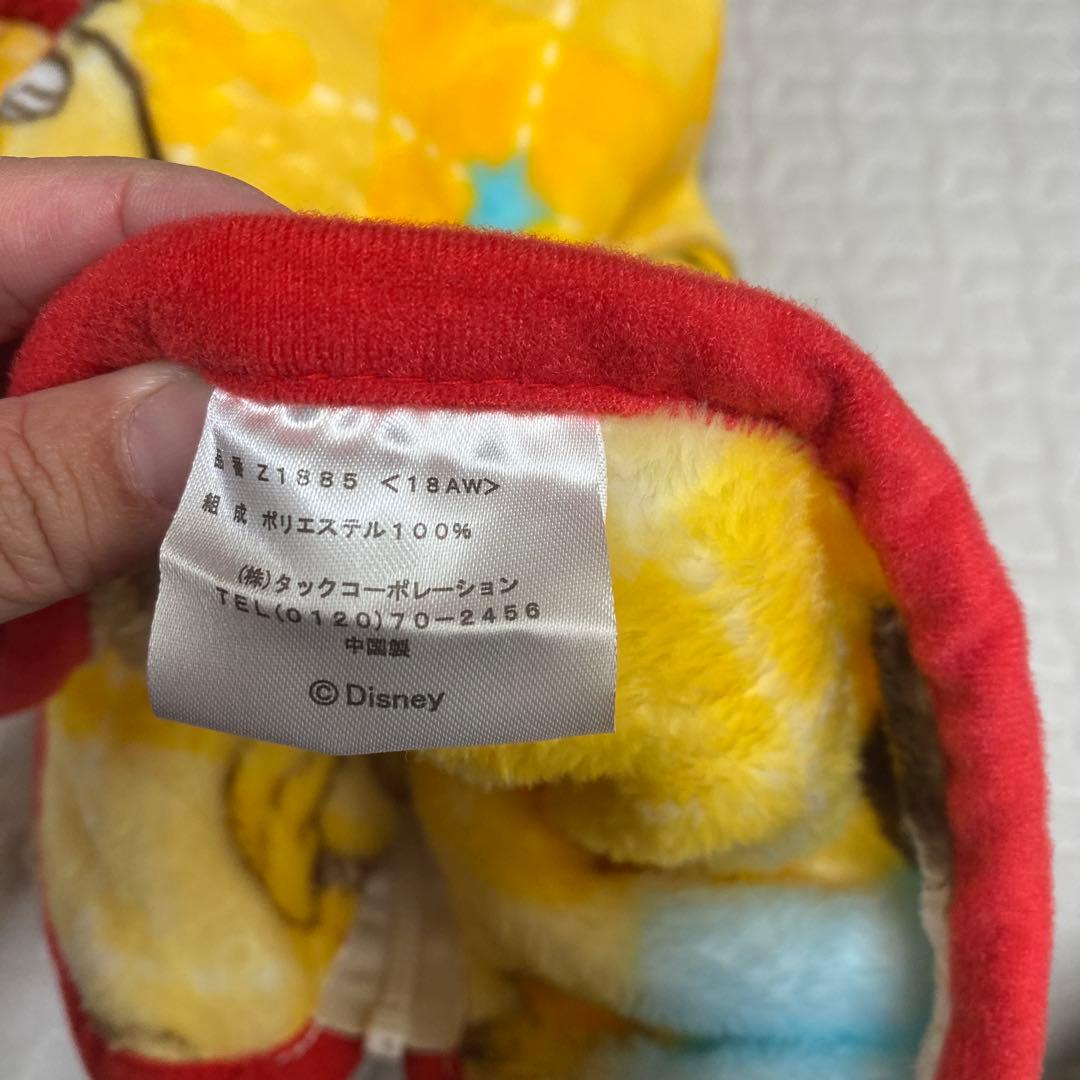 品番 Z1885 <18AW>
組成 ポリエステル100%
(株)タックコーポレーション
TEL(0120)70-2456
中国製
©Disney